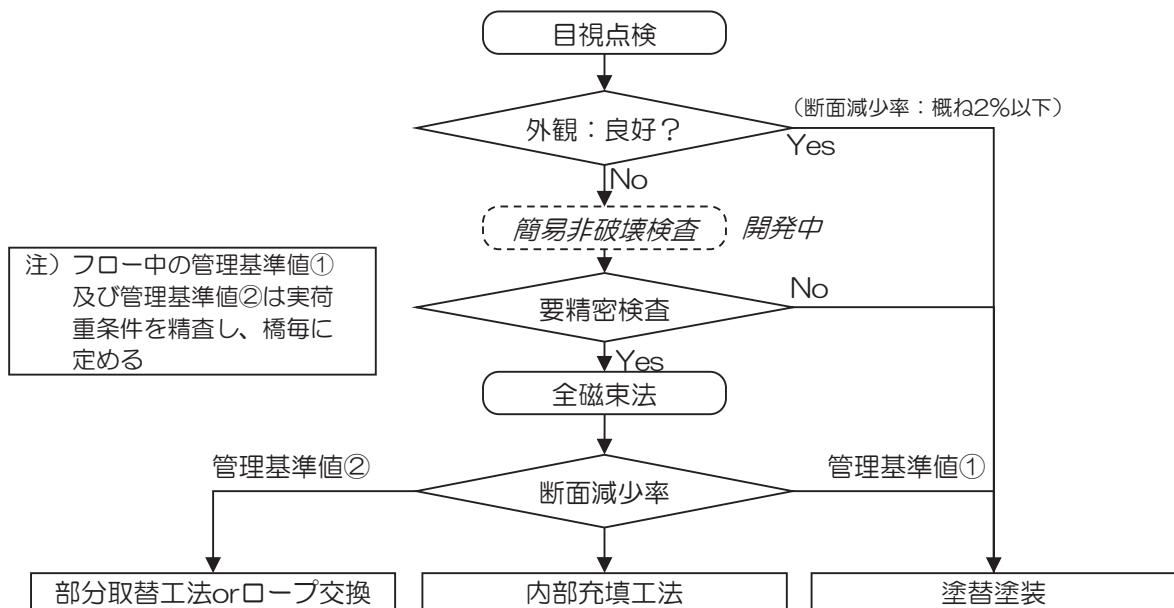 目視点検
外観：良好？
（断面減少率：概ね2%以下）
Yes
No
簡易非破壊検査
開発中
注）フロー中の管理基準値①
及び管理基準値②は実荷
重条件を精査し、橋毎に
定める
要精密検査
No
Yes
全磁束法
管理基準値②
断面減少率
管理基準値①
部分取替工法orロープ交換
内部充填工法
塗替塗装